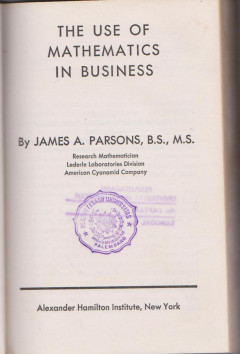 THE USE OF
MATHEMATICS
IN BUSINESS
By JAMES A. PARSONS, B.S., M.S.
Research Mathematician
Lederle Laboratories Division
American Cyanamid Company
PALEMBANG
Alexander Hamilton Institute, New York